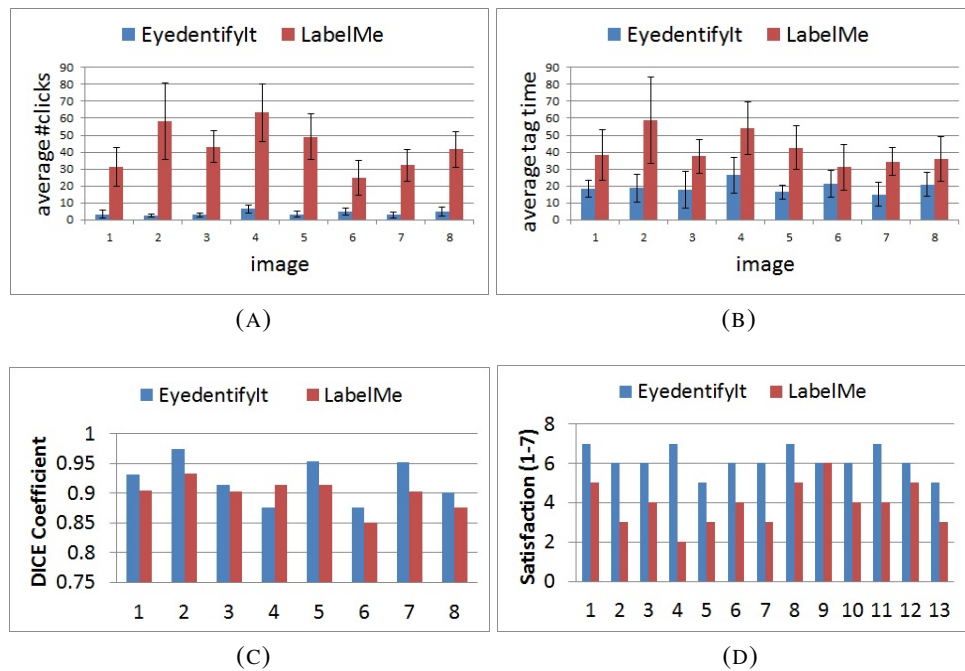 EyedentifyIt LabelMe
average #clicks
90
80
70
60
50
40
30
20
10
0
1 2 3 4 5 6 7 8
image
(A)
EyedentifyIt LabelMe
average tag time
90
80
70
60
50
40
30
20
10
0
1 2 3 4 5 6 7 8
image
(B)
EyedentifyIt LabelMe
DICE Coefficient
1
0.95
0.9
0.85
0.8
0.75
1 2 3 4 5 6 7 8
(C)
EyedentifyIt LabelMe
Satisfaction (1-7)
8
6
4
2
0
1 2 3 4 5 6 7 8 9 10 11 12 13
(D)